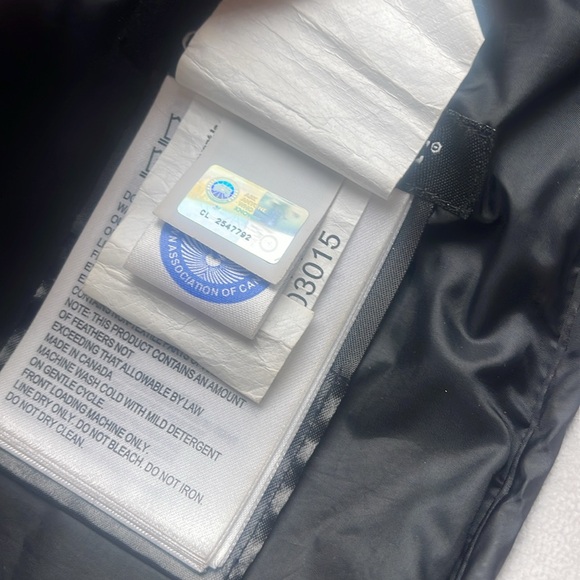 CL 2547792
N ASSOCIATION OF CA
03015
NOTE: THIS PRODUCT CONTAINS AN AMOUNT
OF FEATHERS NOT
EXCEEDING THAT ALLOWABLE BY LAW
MADE IN CANADA
MACHINE WASH COLD WITH MILD DETERGENT
ON GENTLE CYCLE.
FRONT LOADING MACHINE ONLY.
LINE DRY ONLY. DO NOT BLEACH. DO NOT IRON.
DO NOT DRY CLEAN.